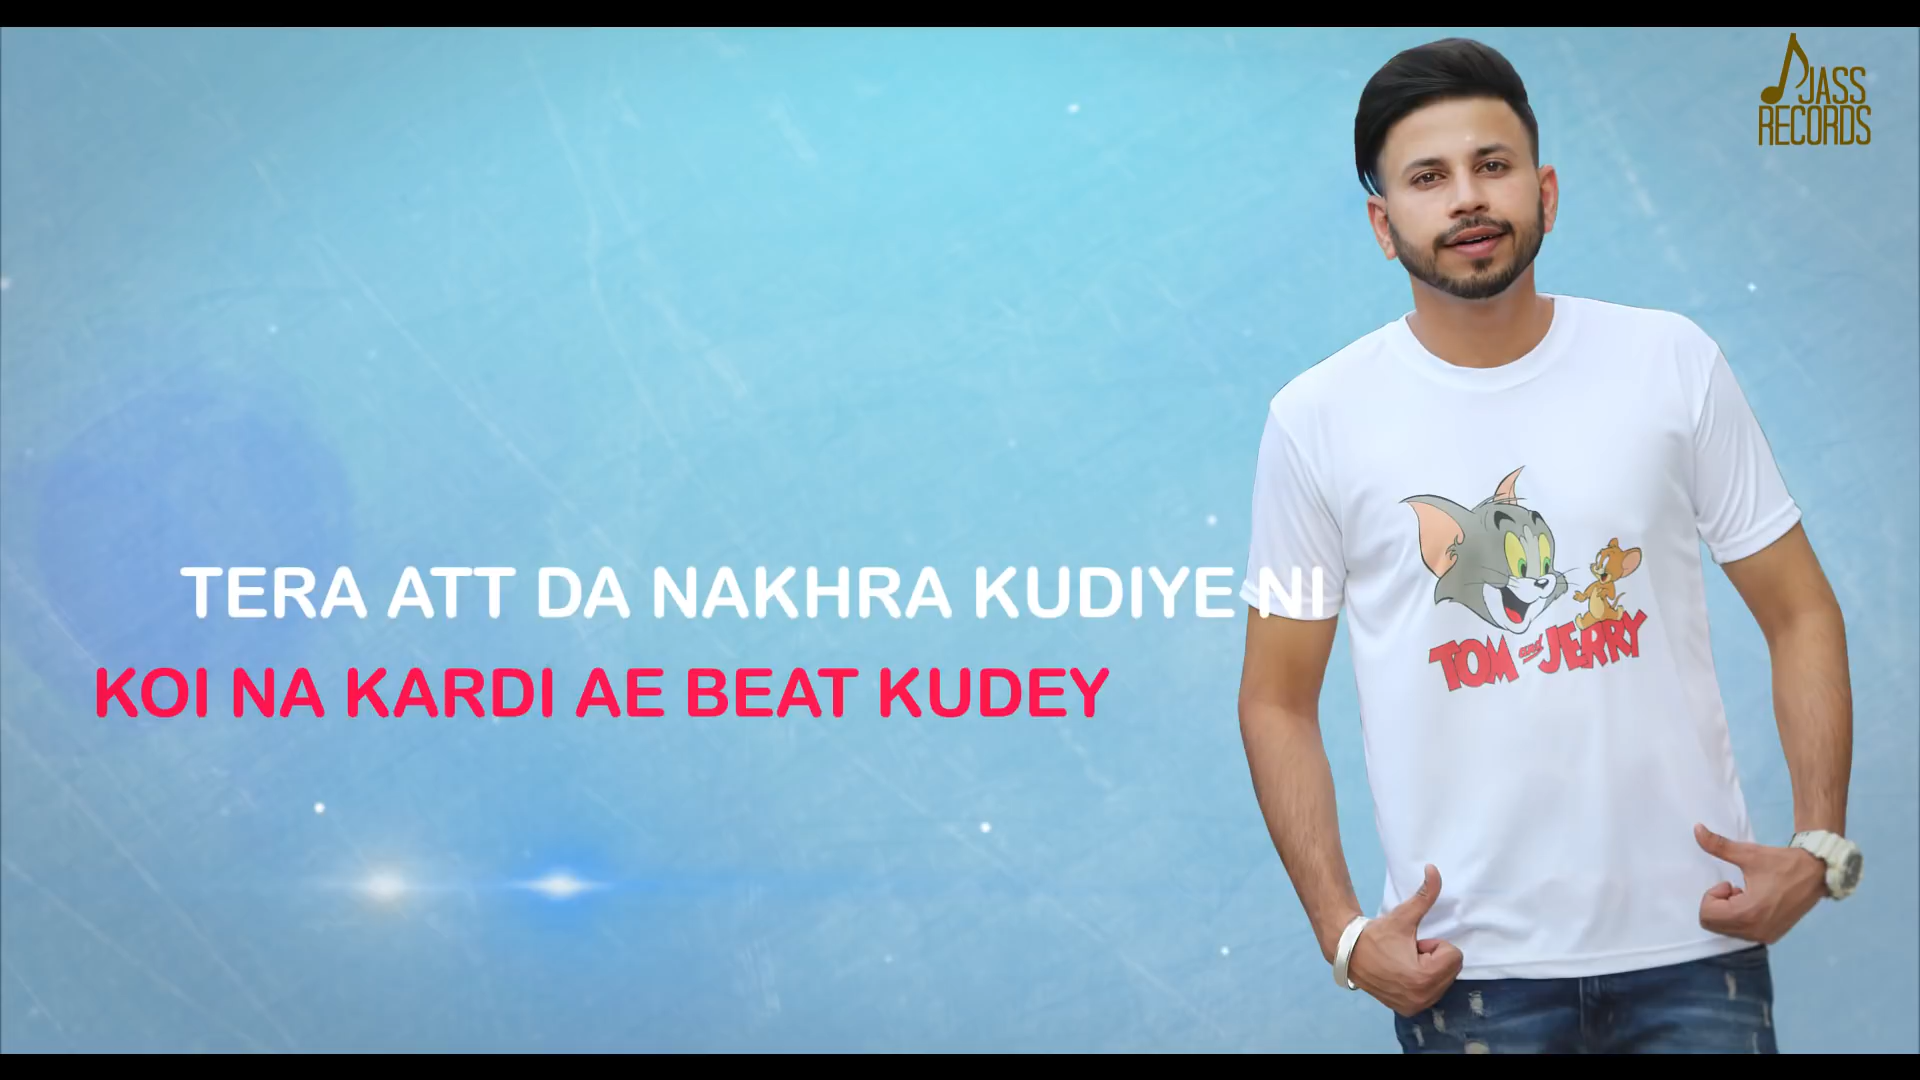 JASS
RECORDS
TERA ATT DA NAKHRA KUDIYE NI
KOI NA KARDI AE BEAT KUDEY
TOM AND JERRY